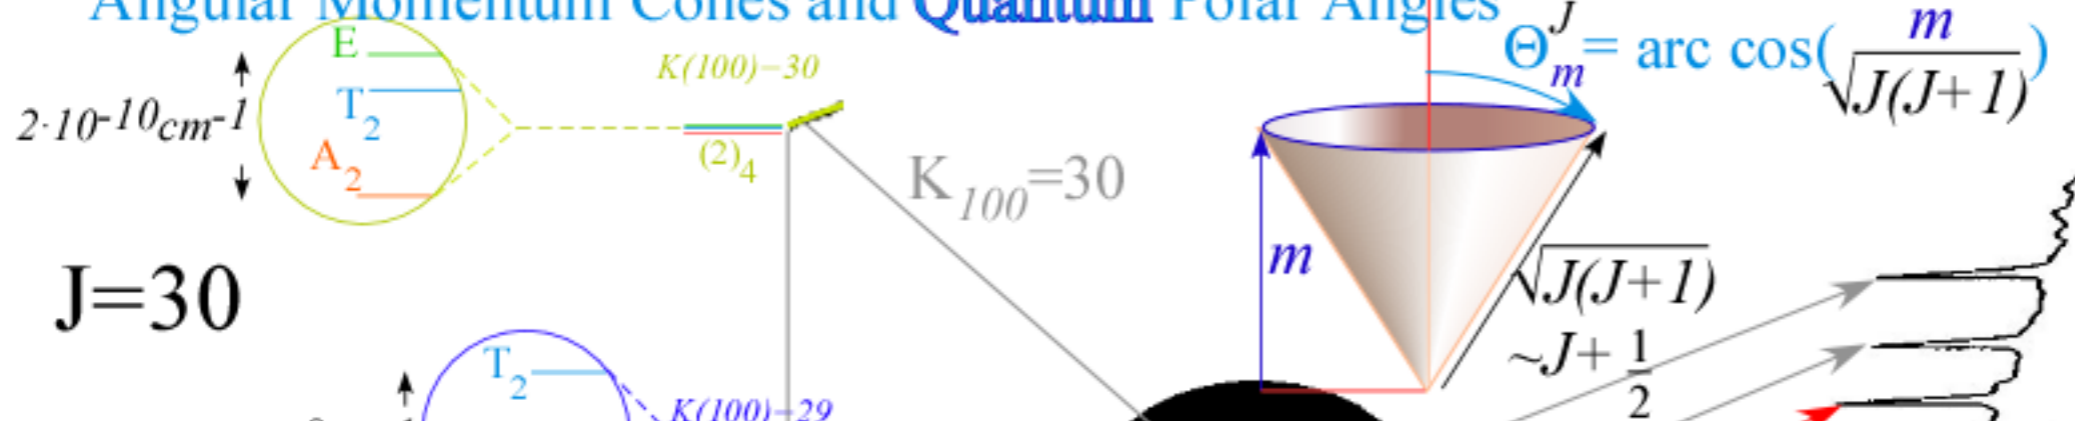 Angular Momentum Cones and Quantum Polar Angles
E
T2
A2
2·10-10cm-1
K(100)=30
(2)4
K100=30
ΘJm = arc cos(m/√J(J+1))
m
√J(J+1)
~J+1/2
J=30
T2
K(100)=29